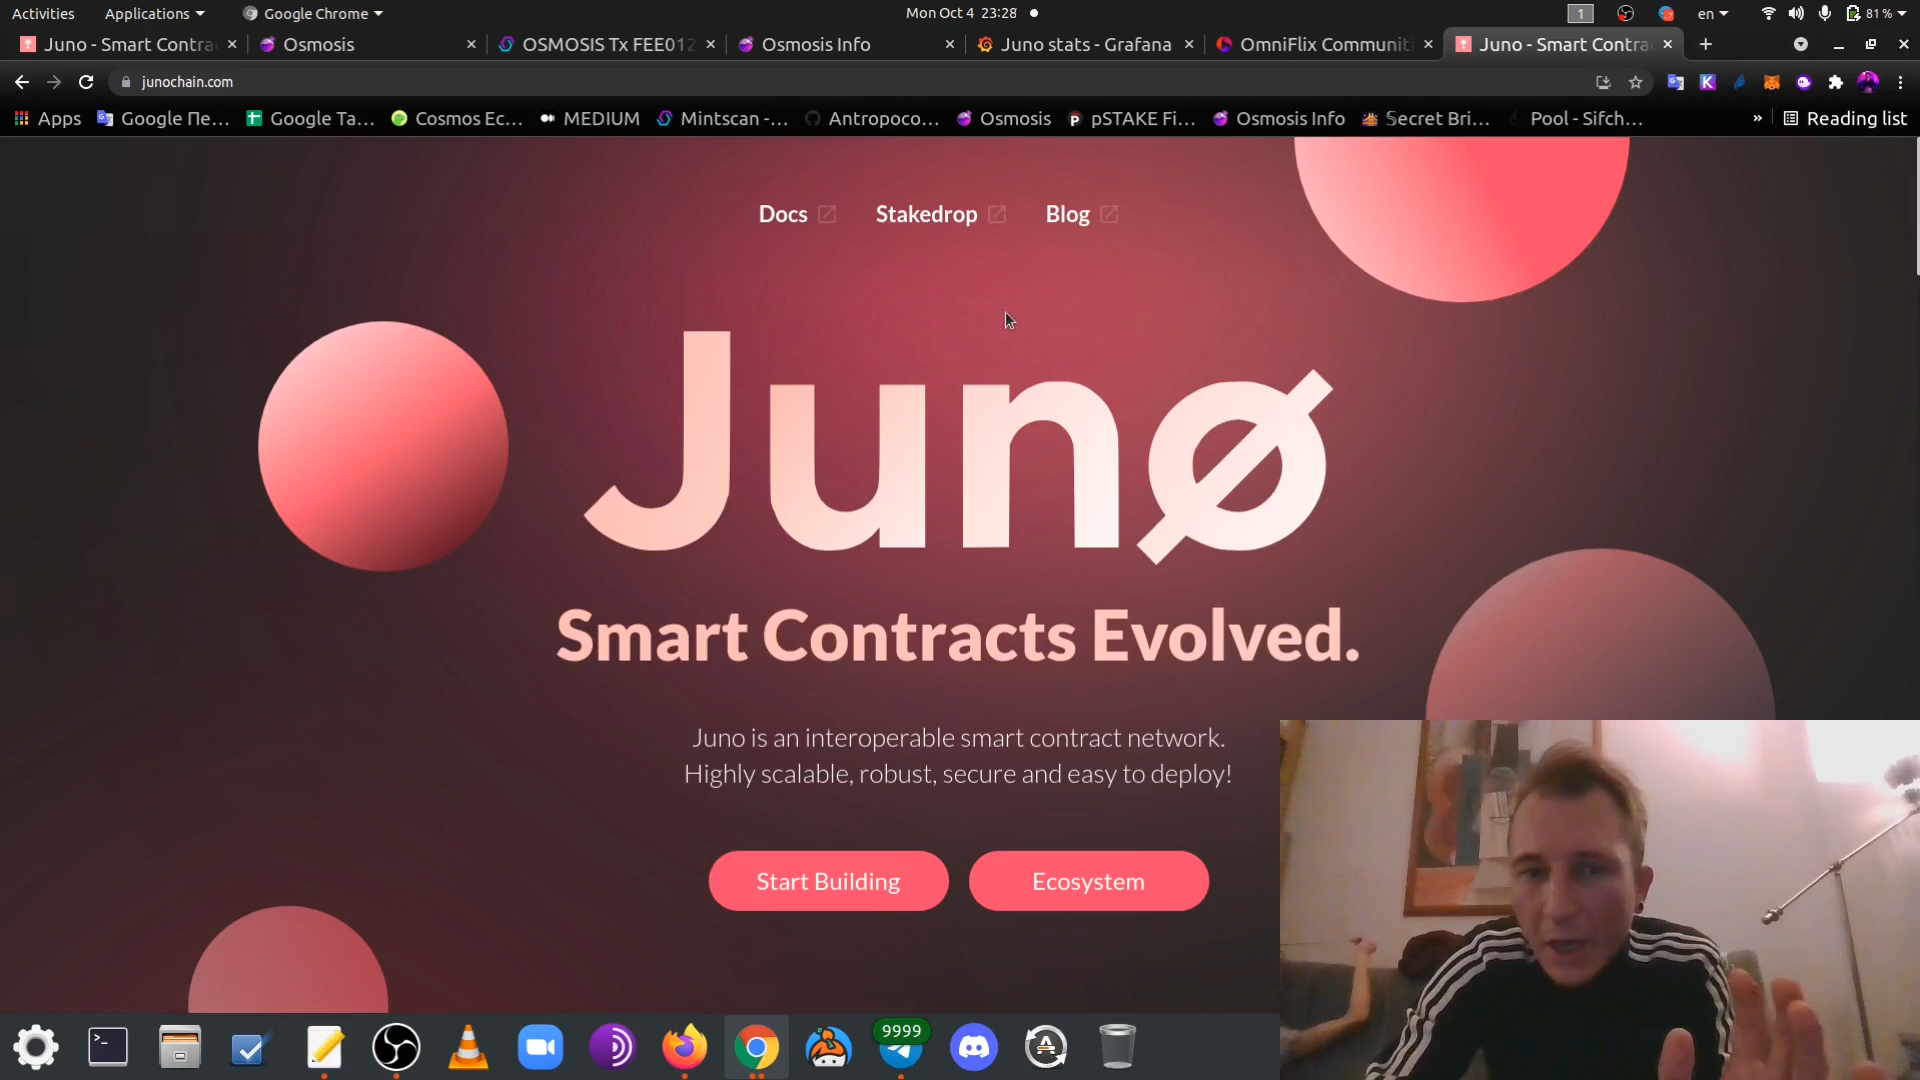 Activities Applications Google Chrome Mon Oct 4 23:28 1 en 81 %
Juno - Smart Contra Osmosis OSMOSIS Tx FEE012 Osmosis Info Juno stats - Grafana OmniFlix Communiti Juno - Smart Contra
junochain.com
Apps Google Пе... Google Ta... Cosmos Ec... MEDIUM Mintscan -... Antropoco... Osmosis pSTAKE Fi... Osmosis Info Secret Bri... Pool - Sifch... » Reading list
Docs Stakedrop Blog
Junø
Smart Contracts Evolved.
Juno is an interoperable smart contract network.
Highly scalable, robust, secure and easy to deploy!
Start Building Ecosystem
9999